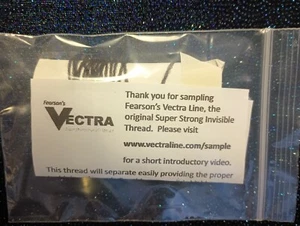 Fearson's
VECTRA
Thank you for sampling
Fearson's Vectra Line, the
original Super Strong Invisible
Thread. Please visit
www.vectraline.com/sample
for a short introductory video.
This thread will separate easily providing the proper